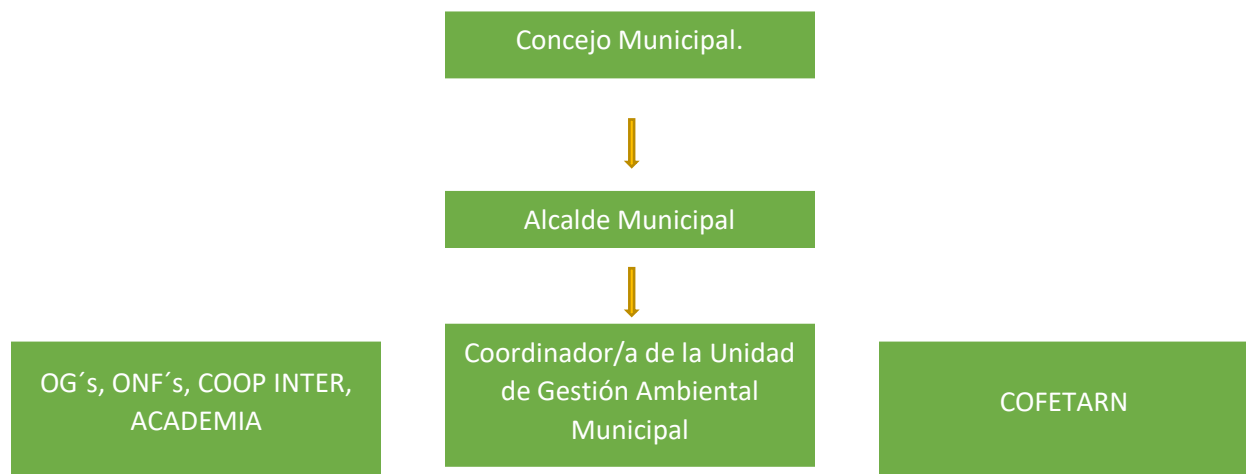 Concejo Municipal.
Alcalde Municipal
OG´s, ONF´s, COOP INTER,
ACADEMIA
Coordinador/a de la Unidad
de Gestión Ambiental
Municipal
COFETARN